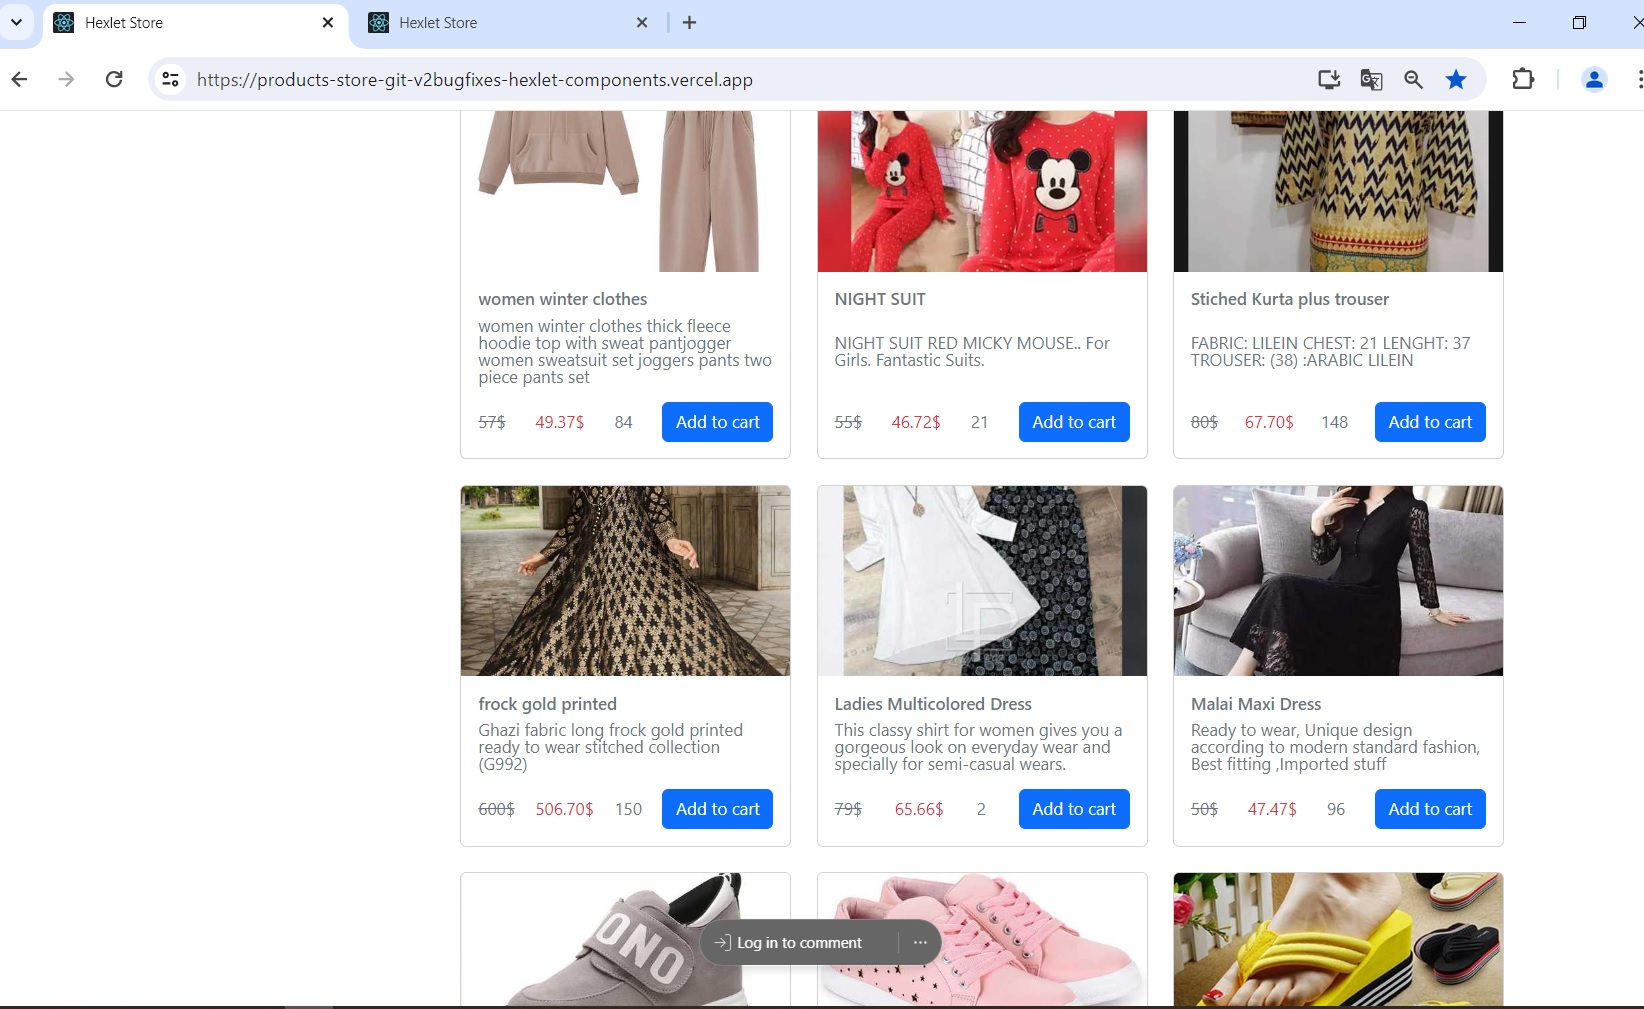 Hexlet Store
Hexlet Store
https://products-store-git-v2bugfixes-hexlet-components.vercel.app
women winter clothes
women winter clothes thick fleece
hoodie top with sweat pantjogger
women sweatsuit set joggers pants two
piece pants set
57$ 49.37$ 84 Add to cart
NIGHT SUIT
NIGHT SUIT RED MICKY MOUSE.. For
Girls. Fantastic Suits.
55$ 46.72$ 21 Add to cart
Stiched Kurta plus trouser
FABRIC: LILEIN CHEST: 21 LENGHT: 37
TROUSER: (38) :ARABIC LILEIN
80$ 67.70$ 148 Add to cart
frock gold printed
Ghazi fabric long frock gold printed
ready to wear stitched collection
(G992)
600$ 506.70$ 150 Add to cart
LP
Ladies Multicolored Dress
This classy shirt for women gives you a
gorgeous look on everyday wear and
specially for semi-casual wears.
79$ 65.66$ 2 Add to cart
Malai Maxi Dress
Ready to wear, Unique design
according to modern standard fashion,
Best fitting ,Imported stuff
50$ 47.47$ 96 Add to cart
ONO
Log in to comment